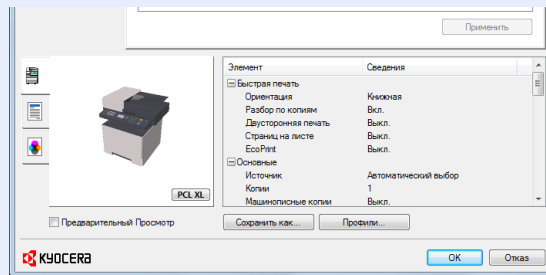 Применить
Элемент Сведения
Быстрая печать
Ориентация Книжная
Разбор по копиям Вкл.
Двусторонняя печать Выкл.
Страниц на листе Выкл.
EcoPrint Выкл.
Основные
Источник Автоматический выбор
Копии 1
Машинописные копии Выкл.
PCL XL
Предварительный Просмотр Сохранить как... Профили...
KYOCERA OK Отказ